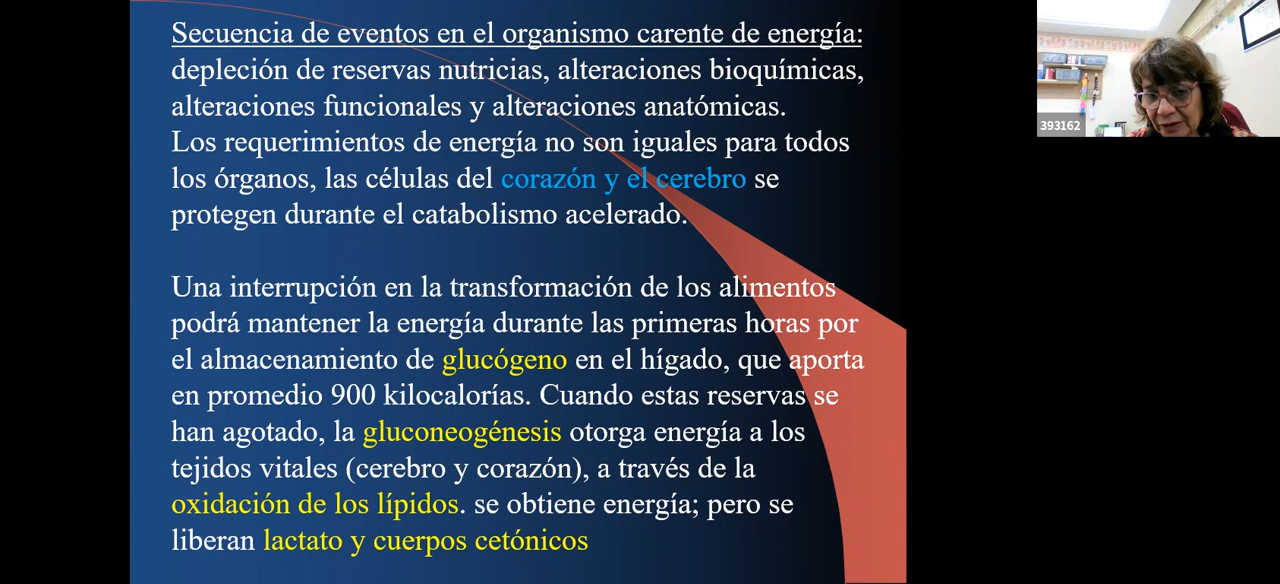 Secuencia de eventos en el organismo carente de energía:
depleción de reservas nutricias, alteraciones bioquímicas,
alteraciones funcionales y alteraciones anatómicas.
Los requerimientos de energía no son iguales para todos
los órganos, las células del corazón y el cerebro se
protegen durante el catabolismo acelerado.
Una interrupción en la transformación de los alimentos
podrá mantener la energía durante las primeras horas por
el almacenamiento de glucógeno en el hígado, que aporta
en promedio 900 kilocalorías. Cuando estas reservas se
han agotado, la gluconeogénesis otorga energía a los
tejidos vitales (cerebro y corazón), a través de la
oxidación de los lípidos. se obtiene energía; pero se
liberan lactato y cuerpos cetónicos
393162